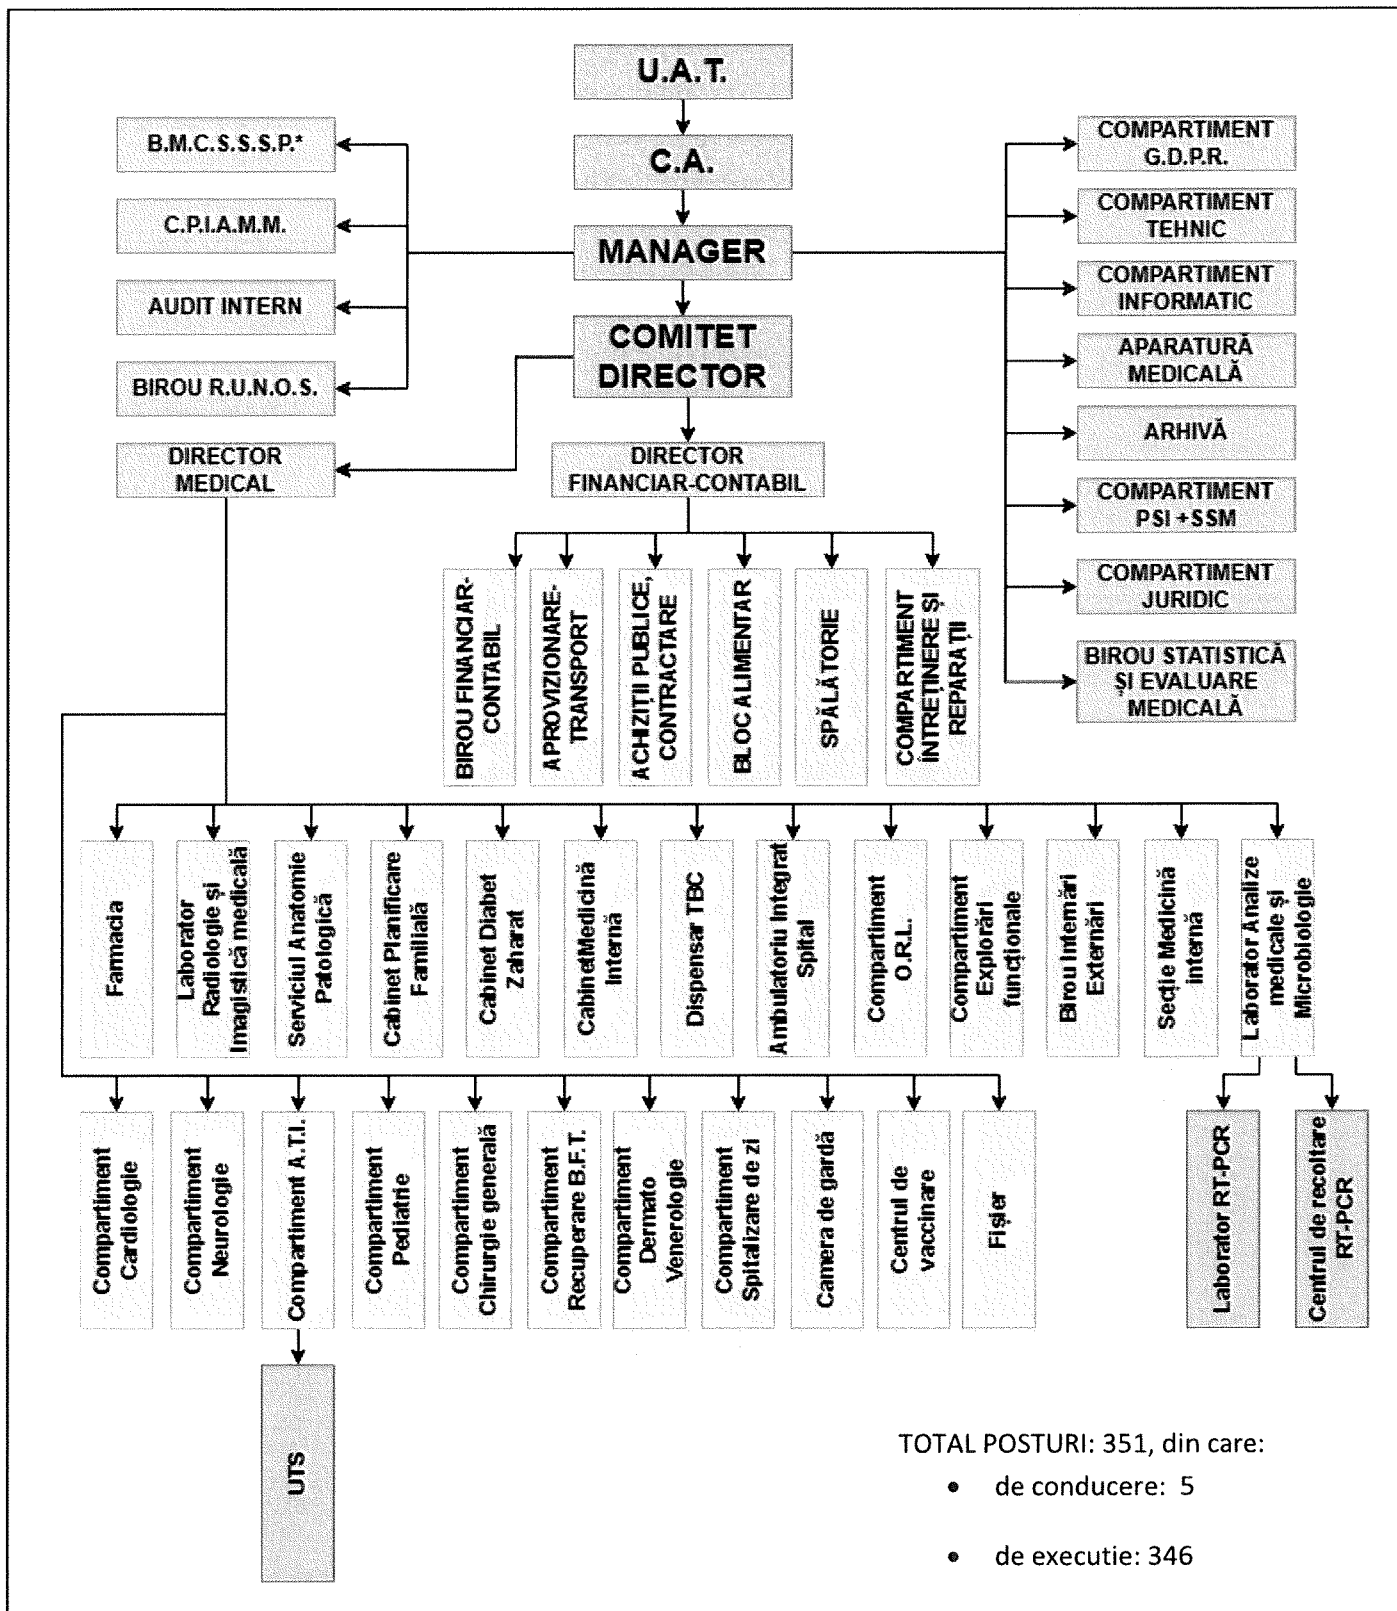 U.A.T.
C.A.
MANAGER
COMITET
DIRECTOR
B.M.C.S.S.S.P.*
C.P.I.A.M.M.
AUDIT INTERN
BIROU R.U.N.O.S.
DIRECTOR
MEDICAL
DIRECTOR
FINANCIAR-CONTABIL
COMPARTIMENT
G.D.P.R.
COMPARTIMENT
TEHNIC
COMPARTIMENT
INFORMATIC
APARATURĂ
MEDICALĂ
ARHIVĂ
COMPARTIMENT
PSI +SSM
COMPARTIMENT
JURIDIC
BIROU STATISTICĂ
ȘI EVALUARE
MEDICALĂ
BIROU FINANCIAR-
CONTABIL
APROVIZIONARE-
TRANSPORT
ACHIZIȚII PUBLICE,
CONTRACTARE
BLOC ALIMENTAR
SPĂLĂTORIE
COMPARTIMENT
ÎNTREȚINERE ȘI
REPARAȚII
Farmacia
Laborator
Radiologie și
Imagistică medicală
Serviciul Anatomie
Patologică
Cabinet Planificare
Familială
Cabinet Diabet
Zaharat
CabinetMedicină
Internă
Dispensar TBC
Ambulatoriu Integrat
Spital
Compartiment
O.R.L.
Compartiment
Explorări
funcționale
Birou Internări
Externări
Secție Medicină
internă
Laborator Analize
medicale și
Microbiologie
Compartiment
Cardiologie
Compartiment
Neurologie
Compartiment A.T.I.
Compartiment
Pediatrie
Compartiment
Chirurgie generală
Compartiment
Recuperare B.F.T.
Compartiment
Dermato
Venerologie
Compartiment
Spitalizare de zi
Camera de gardă
Centrul de
vaccinare
Fișier
Laborator RT-PCR
Centrul de recoltare
RT-PCR
UTS
TOTAL POSTURI: 351, din care:
• de conducere: 5
• de executie: 346